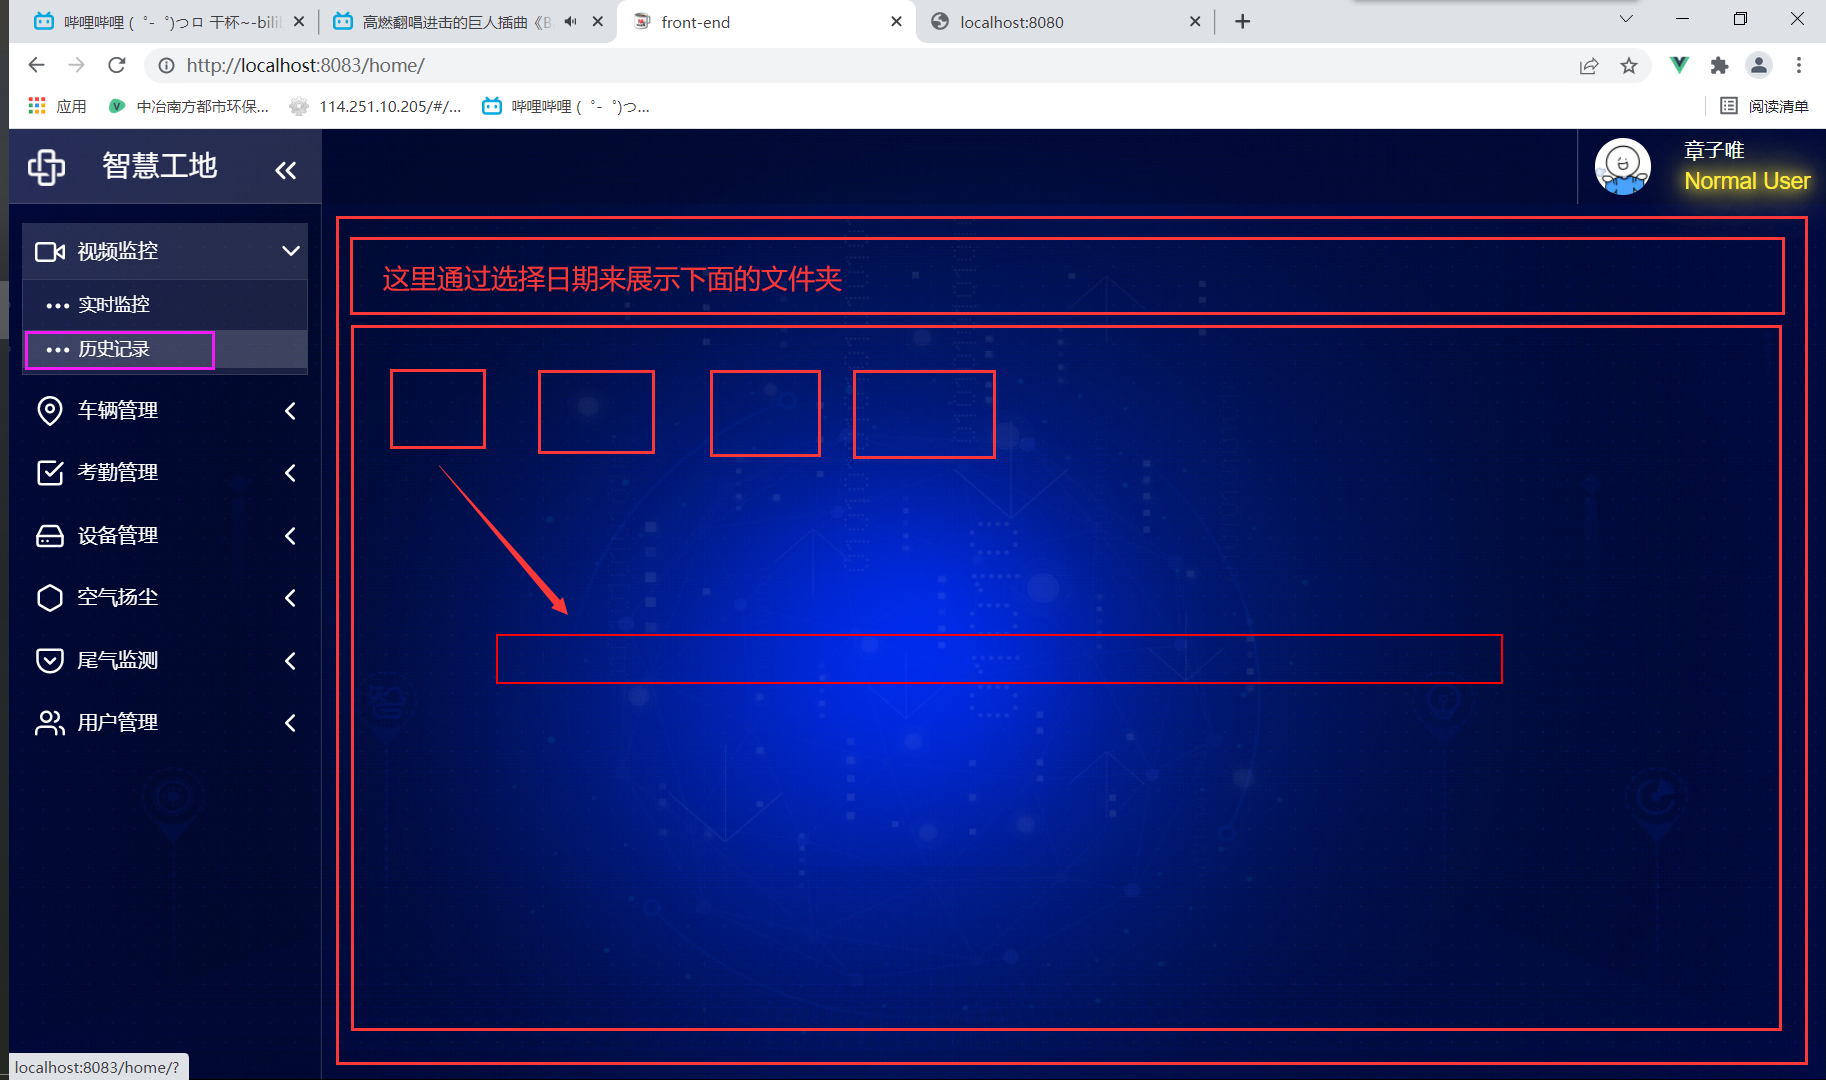 哔哩哔哩 (゜-゜)つロ 干杯~-bili
高燃翻唱进击的巨人插曲《B
front-end
localhost:8080
http://localhost:8083/home/
应用
中冶南方都市环保...
114.251.10.205/#/...
哔哩哔哩 (゜-゜)つ...
阅读清单
智慧工地
章子唯
Normal User
视频监控
实时监控
历史记录
车辆管理
考勤管理
设备管理
空气扬尘
尾气监测
用户管理
这里通过选择日期来展示下面的文件夹
localhost:8083/home/?